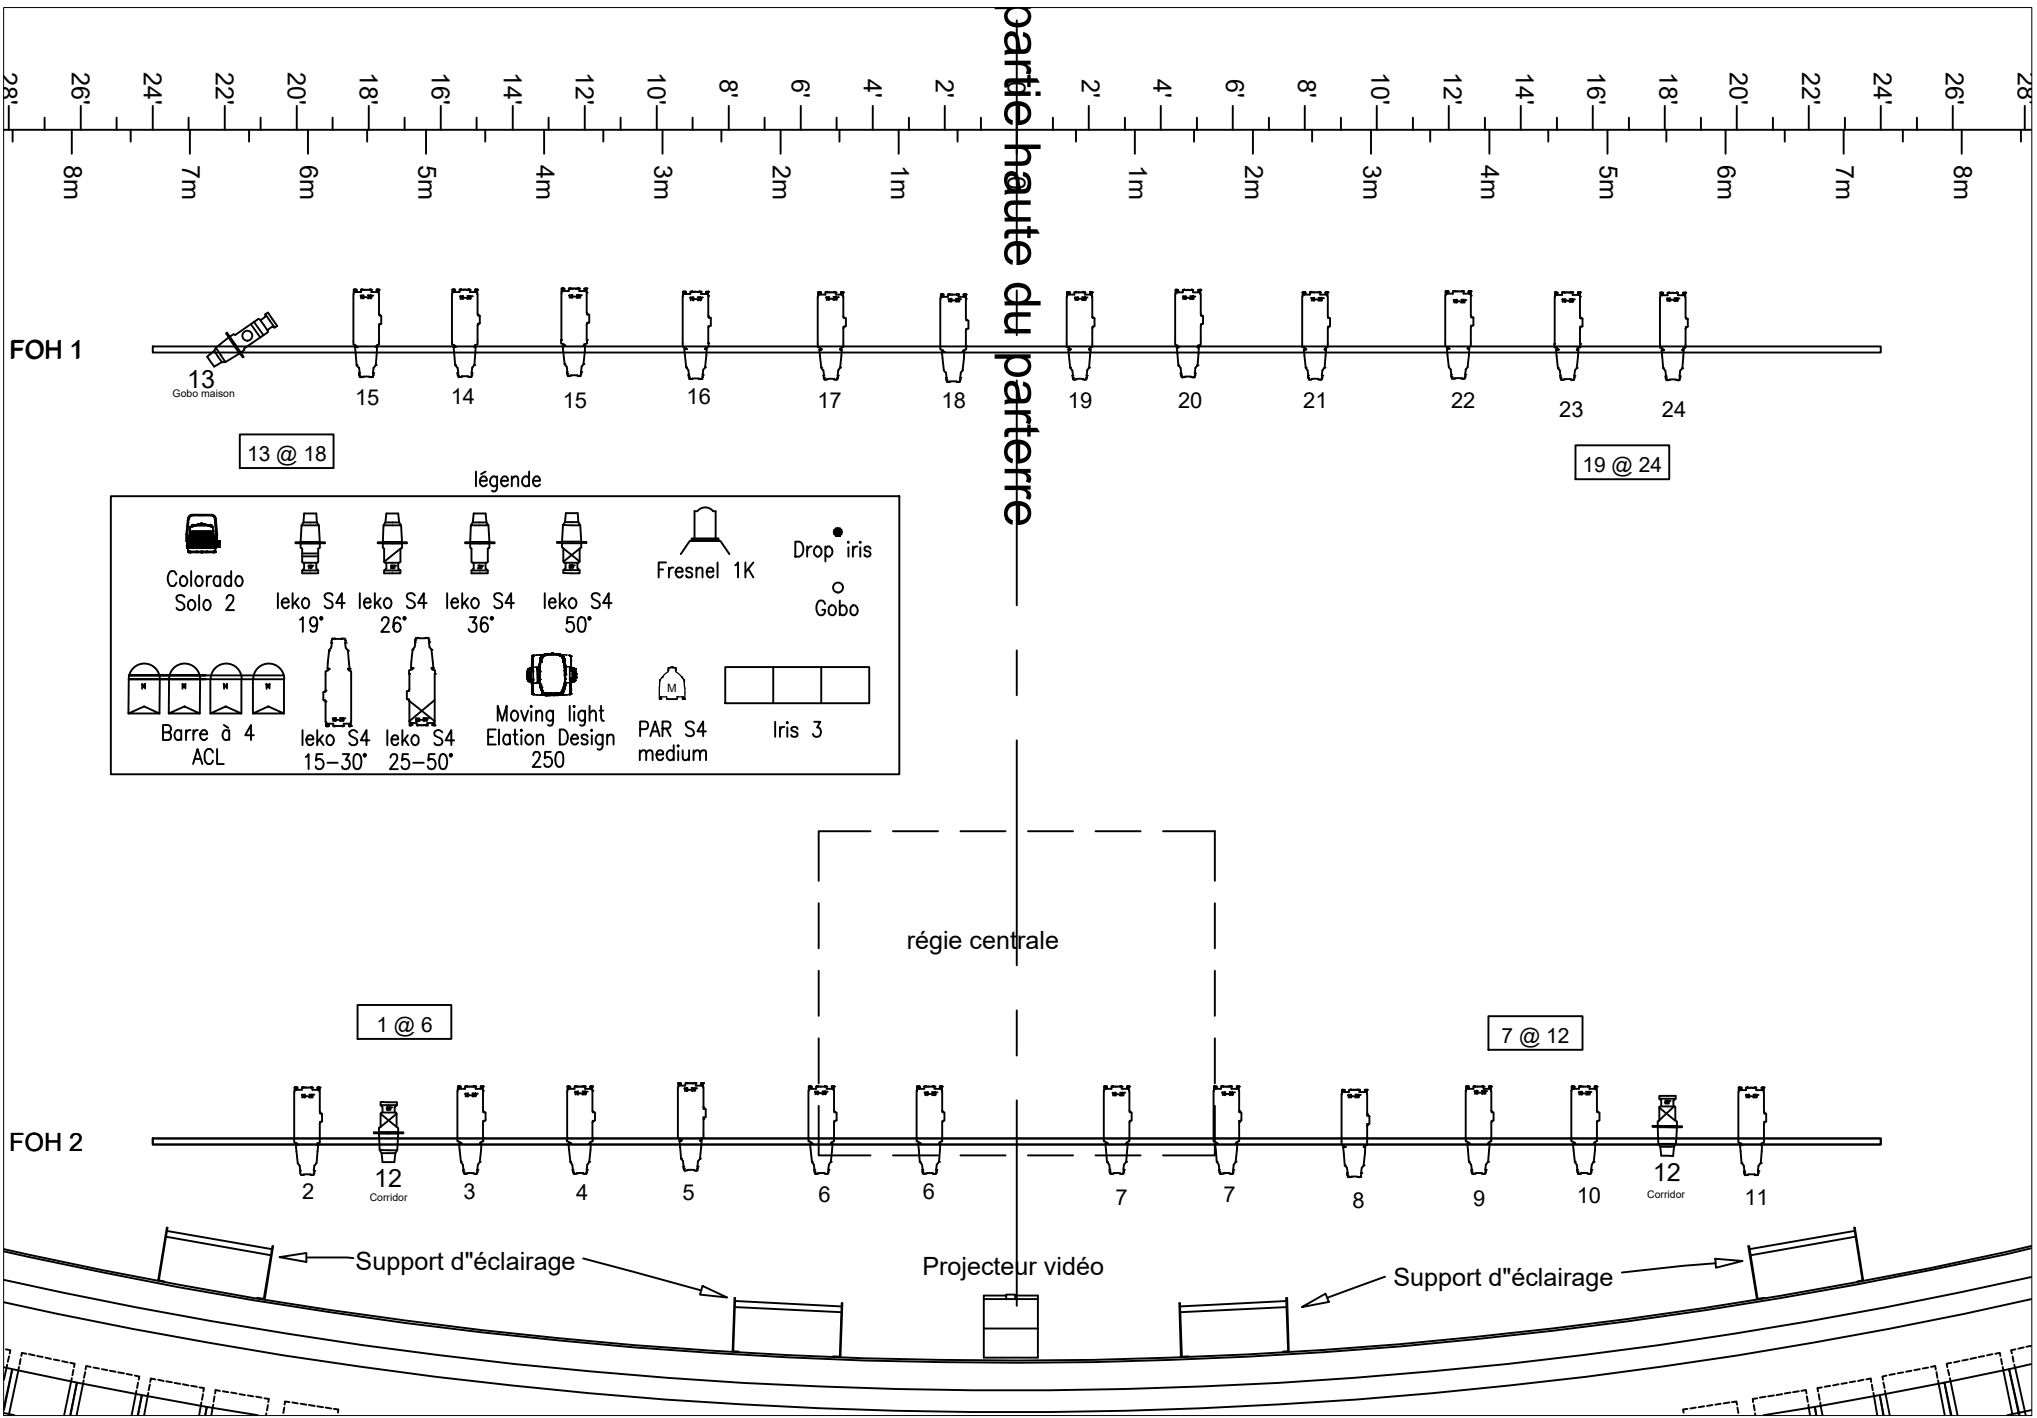 28' 26' 24' 22' 20' 18' 16' 14' 12' 10' 8' 6' 4' 2' 2' 4' 6' 8' 10' 12' 14' 16' 18' 20' 22' 24' 26' 28'
8m 7m 6m 5m 4m 3m 2m 1m 1m 2m 3m 4m 5m 6m 7m 8m
partie haute du parterre
FOH 1
13
Gobo maison
15 14 15 16 17 18 19 20 21 22 23 24
13 @ 18
19 @ 24
légende
Colorado
Solo 2
leko S4
19°
leko S4
26°
leko S4
36°
leko S4
50°
Fresnel 1K
Drop iris
Gobo
Barre à 4
ACL
leko S4
15-30°
leko S4
25-50°
Moving light
Elation Design
250
M
PAR S4
medium
Iris 3
régie centrale
1 @ 6
7 @ 12
FOH 2
2
12
Corridor
3 4 5 6 6 7 7 8 9 10
12
Corridor
11
Support d"éclairage
Projecteur vidéo
Support d"éclairage